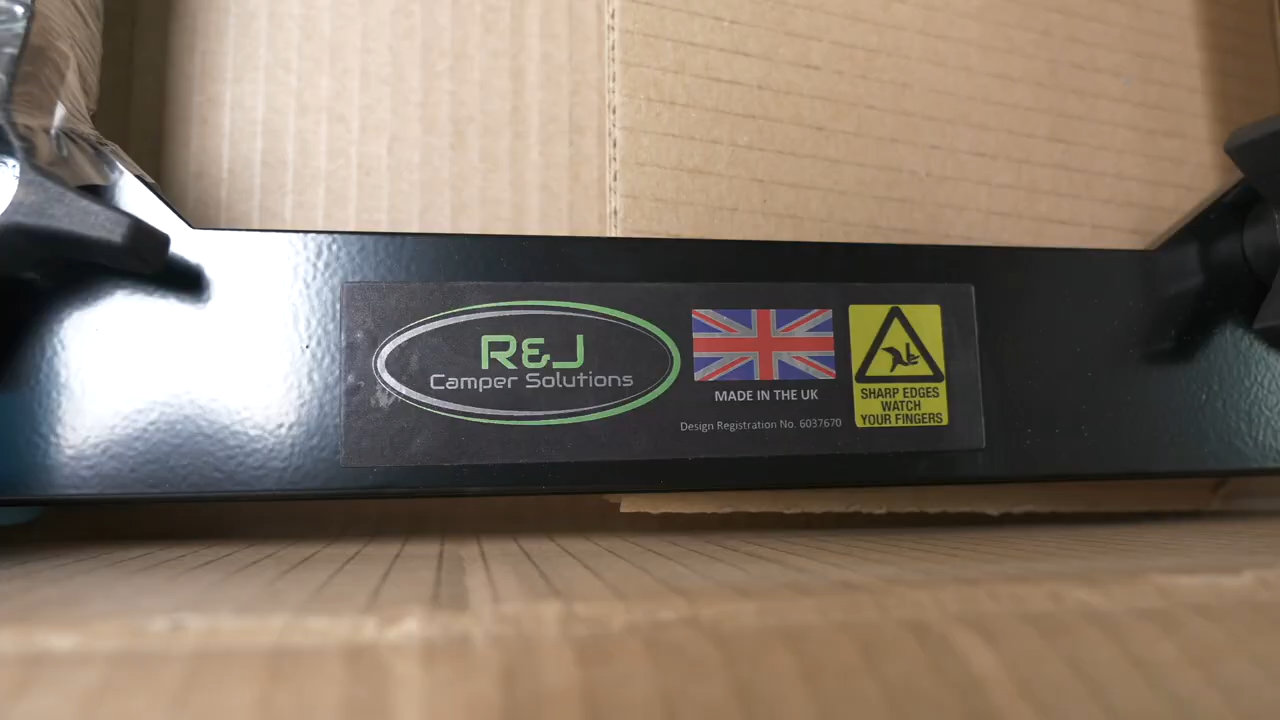 R&J
Camper Solutions
MADE IN THE UK
Design Registration No. 6037670
SHARP EDGES
WATCH
YOUR FINGERS